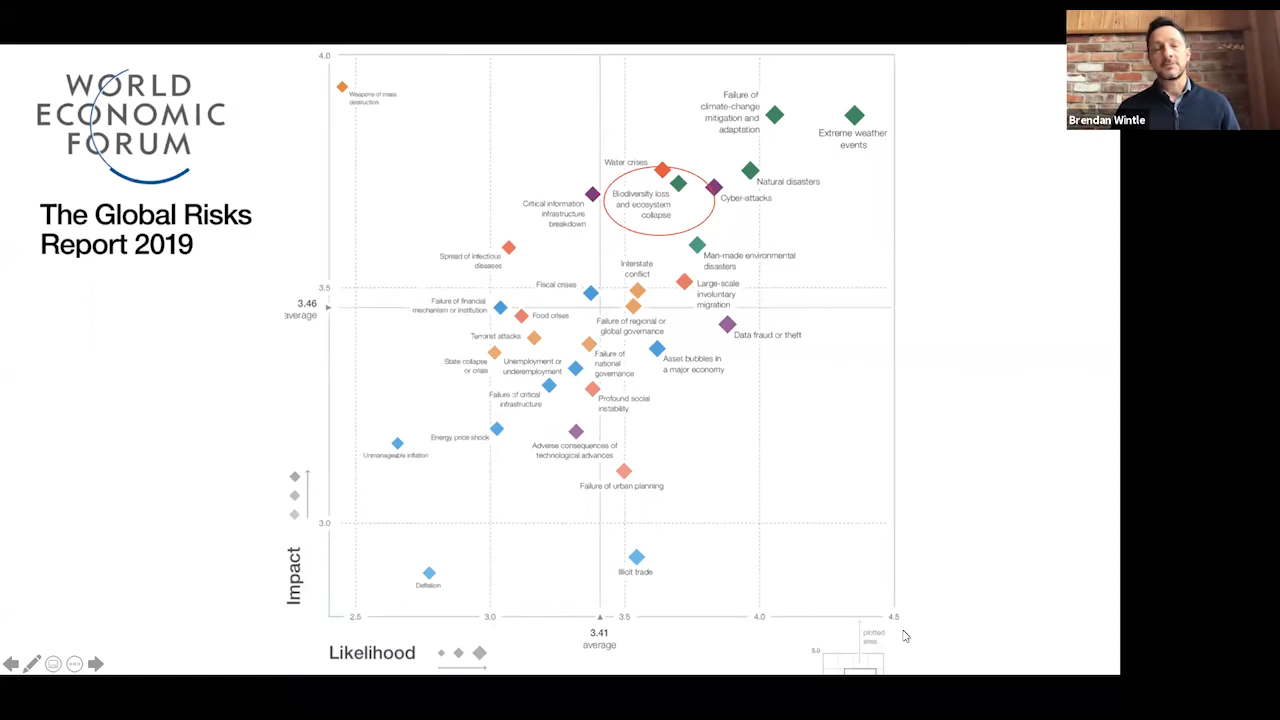 WORLD
ECONOMIC
FORUM
The Global Risks
Report 2019
Brendan Wintle
4.0
Weapons of mass
destruction
Failure of
climate-change
mitigation and
adaptation
Extreme weather
events
Water crises
Natural disasters
Biodiversity loss
and ecosystem
collapse
Cyber-attacks
Critical information
infrastructure
breakdown
Spread of infectious
diseases
Man-made environmental
disasters
Interstate
conflict
Large-scale
involuntary
migration
Fiscal crises
3.5
3.46
average
Failure of financial
mechanism or institution
Food crises
Failure of regional or
global governance
Data fraud or theft
Terrorist attacks
State collapse
or crisis
Unemployment or
underemployment
Failure of
national
governance
Asset bubbles in
a major economy
Failure of critical
infrastructure
Profound social
instability
Energy price shock
Adverse consequences of
technological advances
Unmanageable inflation
Failure of urban planning
3.0
Impact
Deflation
Illicit trade
2.5
3.0
3.5
4.0
4.5
3.41
average
plotted
area
5.0
Likelihood